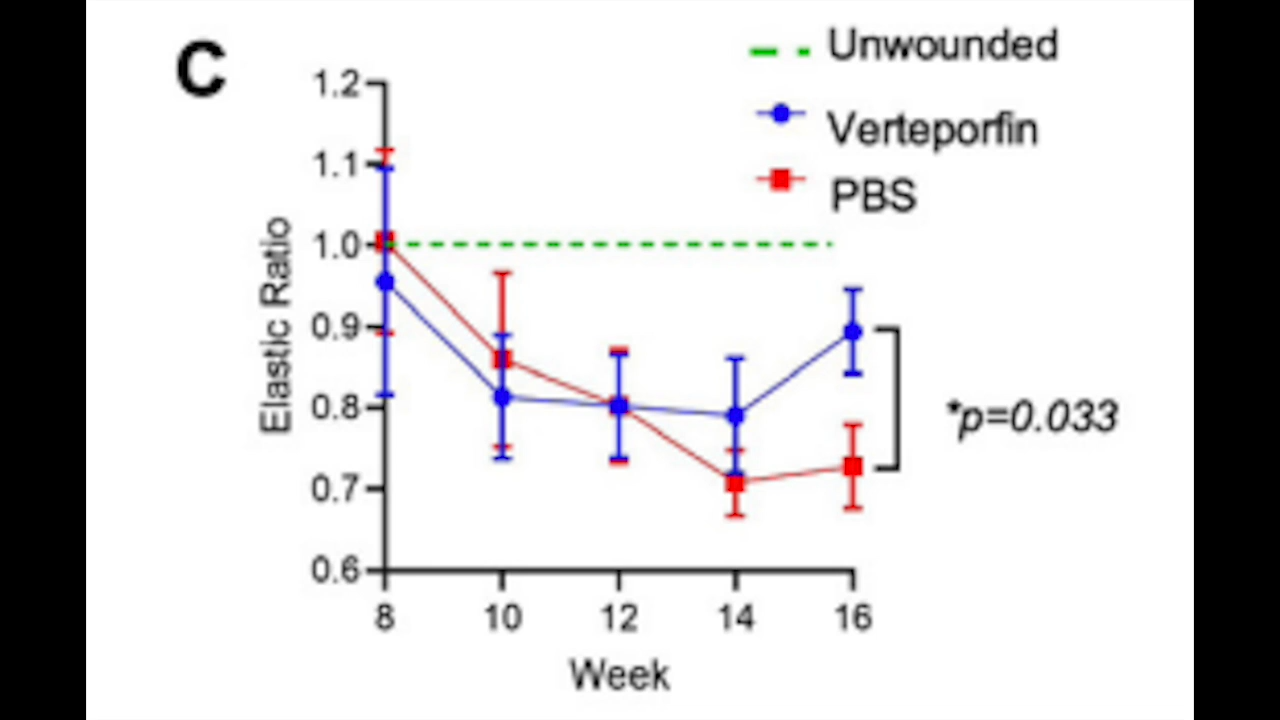 C
Unwounded
Verteporfin
PBS
1.2
1.1
1.0
0.9
0.8
0.7
0.6
Elastic Ratio
*p=0.033
8 10 12 14 16
Week